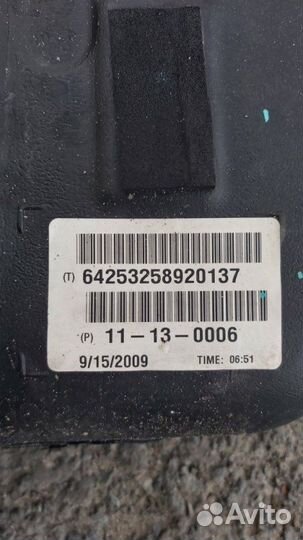 (T) 64253258920137
(P) 11-13-0006
9/15/2009 TIME: 06:51
Avito